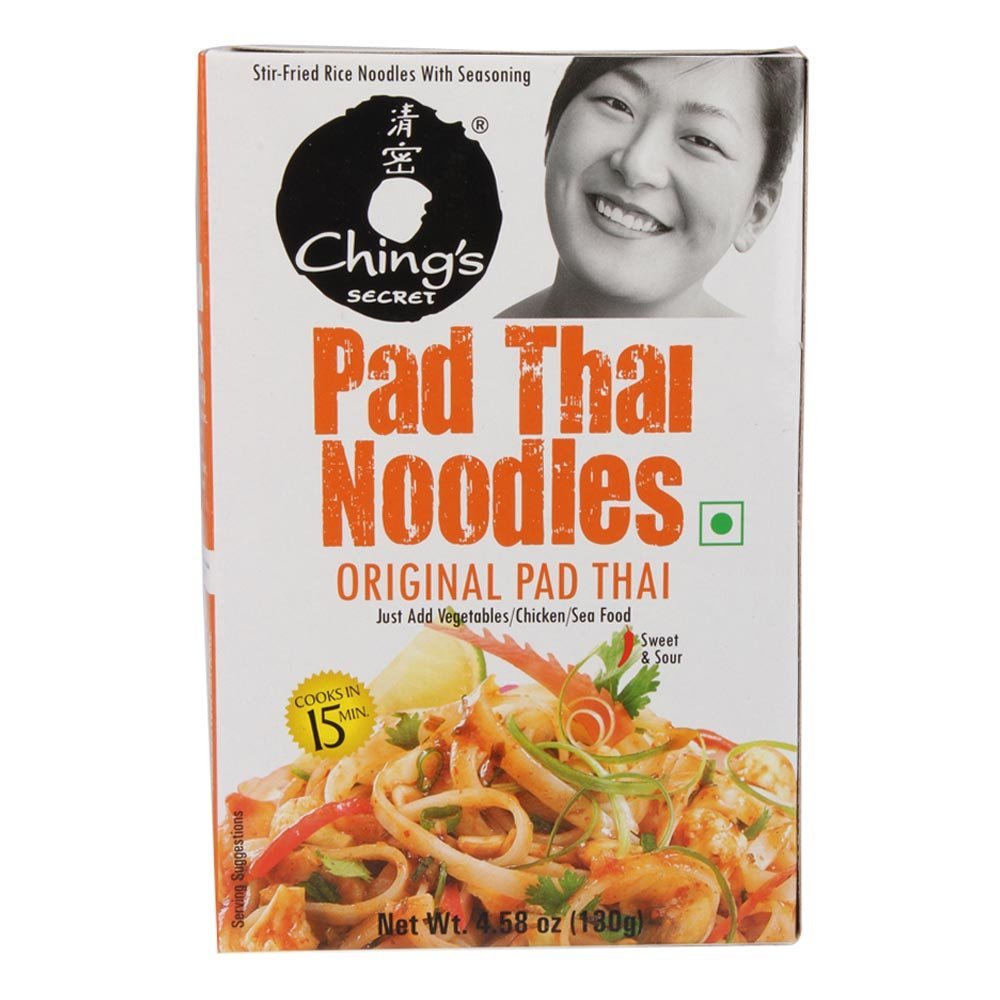 Stir-Fried Rice Noodles With Seasoning
清
密
®
Ching's
SECRET
Pad Thai
Noodles
ORIGINAL PAD THAI
Just Add Vegetables/Chicken/Sea Food
Sweet
& Sour
COOKS IN
15 MIN.
Serving Suggestions
Net Wt. 4.58 oz (130g)